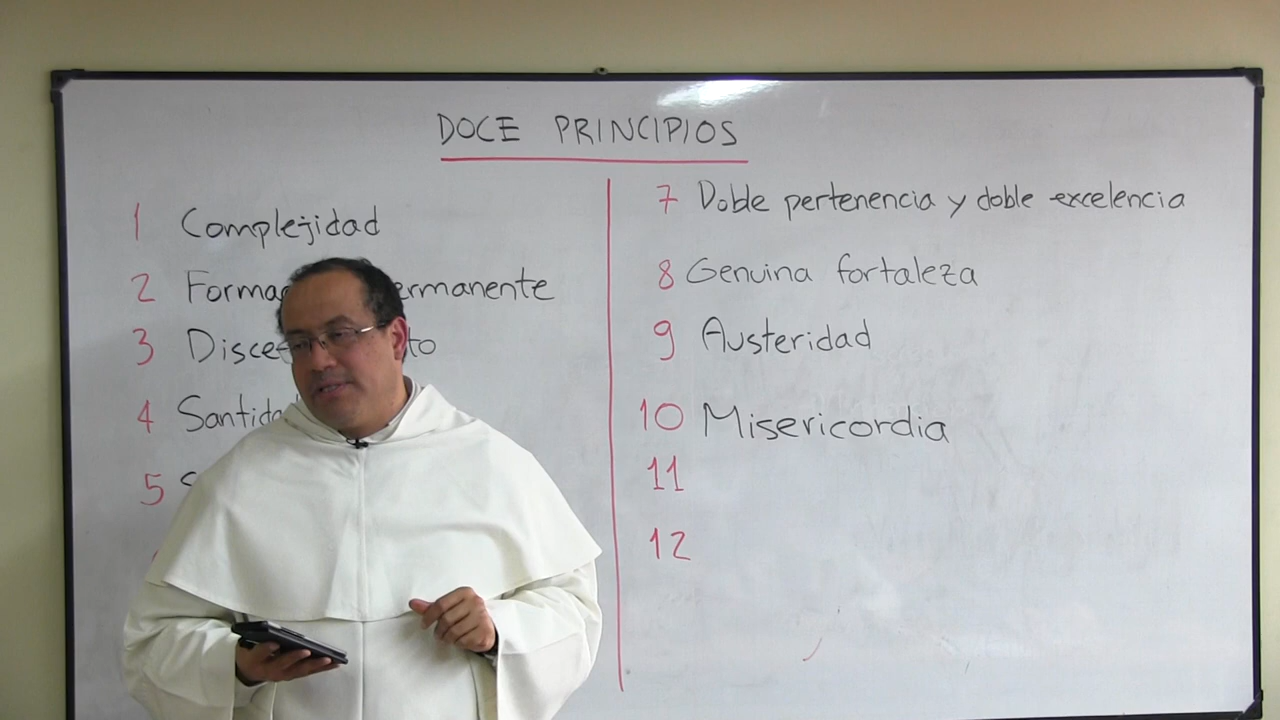 DOCE PRINCIPIOS
1 Complejidad
2 ermanente
3
4
5
7 Doble pertenencia y doble excelencia
8 Genuina fortaleza
9 Austeridad
10 Misericordia
11
12